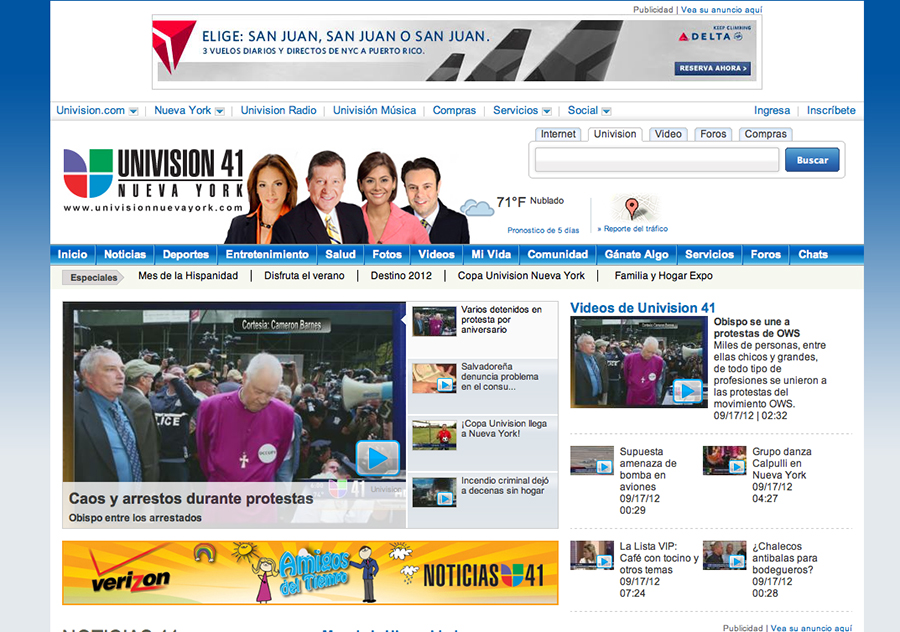 Publicidad | Vea su anuncio aquí
ELIGE: SAN JUAN, SAN JUAN O SAN JUAN.
3 VUELOS DIARIOS Y DIRECTOS DE NYC A PUERTO RICO.
KEEP CLIMBING
DELTA
RESERVA AHORA >
Univision.com | Nueva York | Univision Radio | Univisión Música | Compras | Servicios | Social
Ingresa | Inscríbete
Internet Univision Video Foros Compras
Buscar
UNIVISION 41
NUEVA YORK
www.univisionnuevayork.com
71°F Nublado
Pronostico de 5 días
» Reporte del tráfico
Inicio Noticias Deportes Entretenimiento Salud Fotos Videos Mi Vida Comunidad Gánate Algo Servicios Foros Chats
Especiales Mes de la Hispanidad | Disfruta el verano | Destino 2012 | Copa Univision Nueva York | Familia y Hogar Expo
Cortesia: Cameron Barnes
POLICE
OCCUPY
41
Univision
Caos y arrestos durante protestas
Obispo entre los arrestados
Varios detenidos en
protesta por
aniversario
Salvadoreña
denuncia problema
en el consu...
¡Copa Univision llega
a Nueva York!
Incendio criminal dejó
a decenas sin hogar
Videos de Univision 41
Cortesia: Cameron Barnes
Obispo se une a
protestas de OWS
Miles de personas, entre
ellas chicos y grandes,
de todo tipo de
profesiones se unieron a
las protestas del
movimiento OWS.
09/17/12 | 02:32
Supuesta
amenaza de
bomba en
aviones
09/17/12
00:29
Grupo danza
Calpulli en
Nueva York
09/17/12
04:27
La Lista VIP:
Café con tocino y
otros temas
09/17/12
07:24
¿Chalecos
antibalas para
bodegueros?
09/17/12
00:28
verizon
Amigos
del Tiempo
NOTICIAS 41
NOTICIAS 41
Publicidad | Vea su anuncio aquí